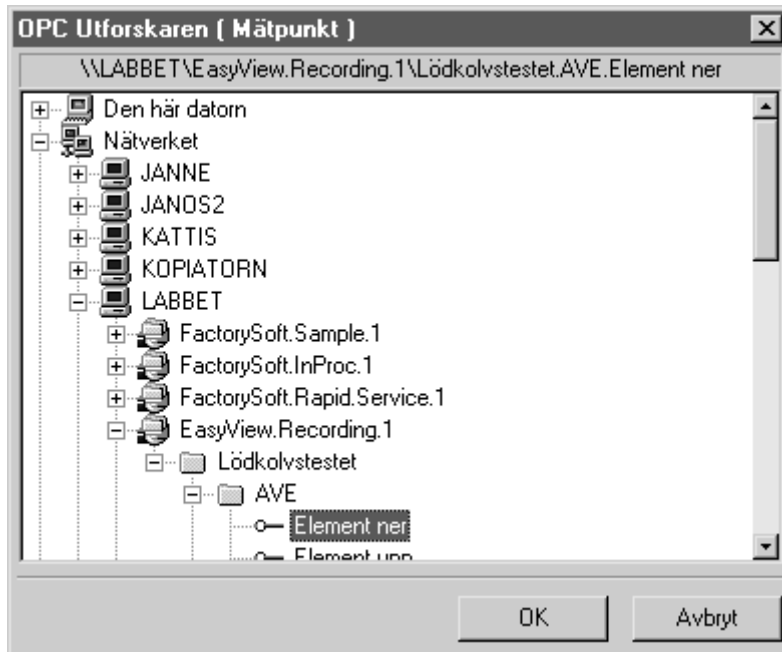 OPC Utforskaren ( Mätpunkt )
\\LABBET\EasyView.Recording.1\Lödkolvstestet.AVE.Element ner
Den här datorn
Nätverket
JANNE
JANOS2
KATTIS
KOPIATORN
LABBET
FactorySoft.Sample.1
FactorySoft.InProc.1
FactorySoft.Rapid.Service.1
EasyView.Recording.1
Lödkolvstestet
AVE
Element ner
Element upp
OK
Avbryt